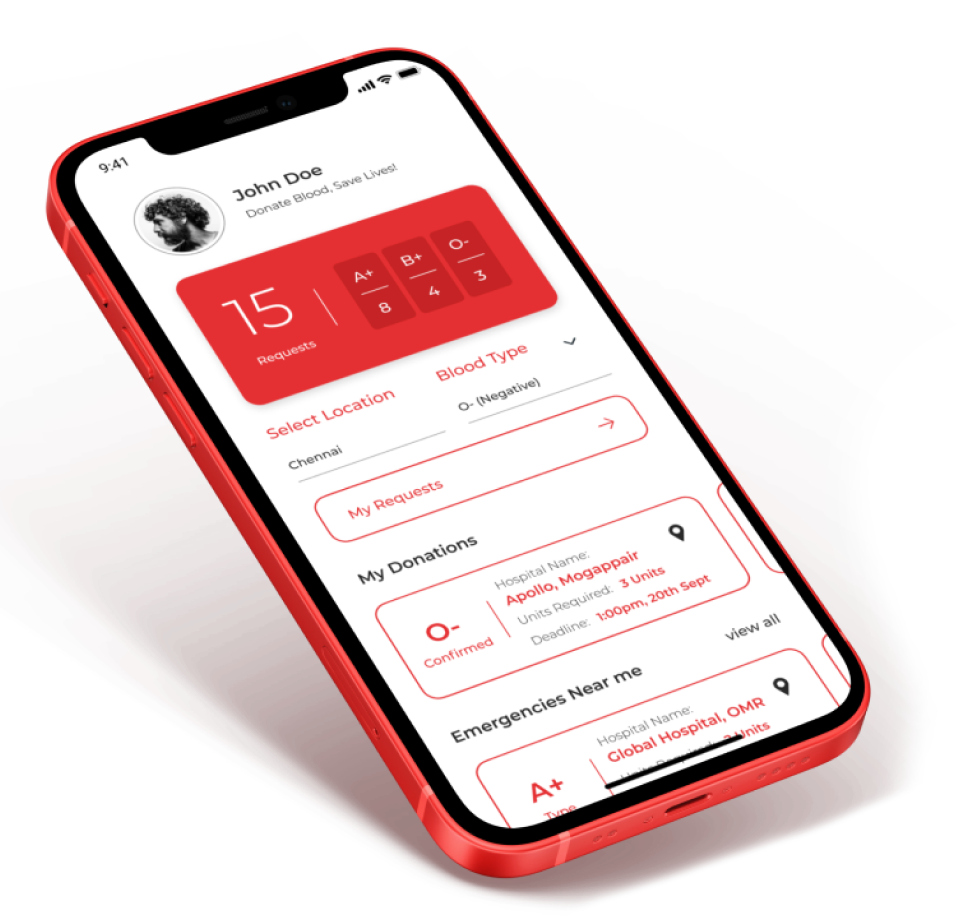 9:41
John Doe
Donate Blood, Save Lives!
15
Requests
A+
8
B+
4
O-
3
Select Location
Chennai
Blood Type
O- (Negative)
My Requests
My Donations
O-
Confirmed
Hospital Name:
Apollo, Mogappair
Units Required: 3 Units
Deadline: 1:00pm, 20th Sept
Emergencies Near me
view all
A+
Type
Hospital Name:
Global Hospital, OMR
Units Required: Units